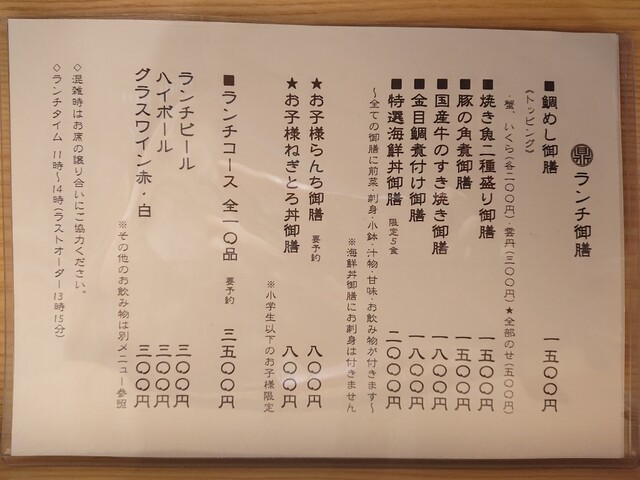 鼎 ランチ御膳
■鯛めし御膳 一五〇〇円
《トッピング》
・蟹、いくら(各二〇〇円) 雲丹(三〇〇円) ★全部のせ(五〇〇円)
■焼き魚二種盛り御膳 一五〇〇円
■豚の角煮御膳 一五〇〇円
■国産牛のすき焼き御膳 一八〇〇円
■金目鯛煮付け御膳 一八〇〇円
■特選海鮮丼御膳 限定5食 二〇〇〇円
~全ての御膳に前菜・刺身・小鉢・汁物・甘味・お飲み物が付きます~
※海鮮丼御膳にお刺身は付きません
★お子様らんち御膳 要予約 八〇〇円
★お子様ねぎとろ丼御膳 八〇〇円
※小学生以下のお子様限定
■ランチコース 全一〇品 要予約 三五〇〇円
ランチビール 三〇〇円
ハイボール 三〇〇円
グラスワイン赤・白 三〇〇円
※その他のお飲み物は別メニュー参照
◇混雑時はお席の譲り合いにご協力ください。
◇ランチタイム 11時~14時(ラストオーダー13時15分)